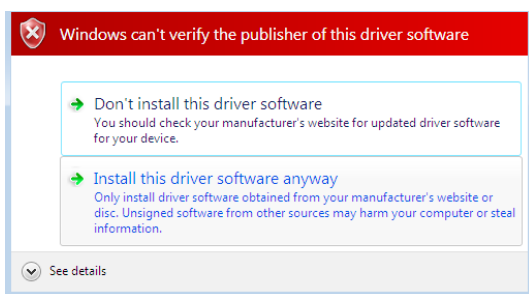 Windows can't verify the publisher of this driver software
Don't install this driver software
You should check your manufacturer's website for updated driver software
for your device.
Install this driver software anyway
Only install driver software obtained from your manufacturer's website or
disc. Unsigned software from other sources may harm your computer or steal
information.
See details